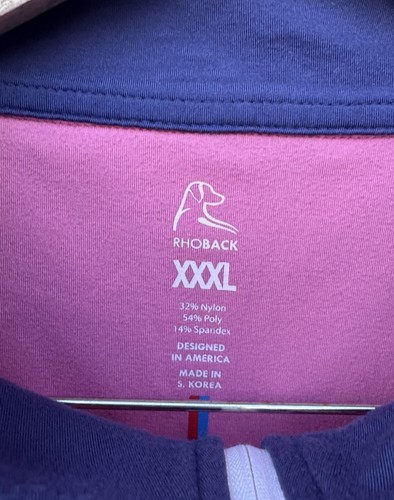 RHOBACK
XXXL
32% Nylon
54% Poly
14% Spandex
DESIGNED
IN AMERICA
MADE IN
S. KOREA